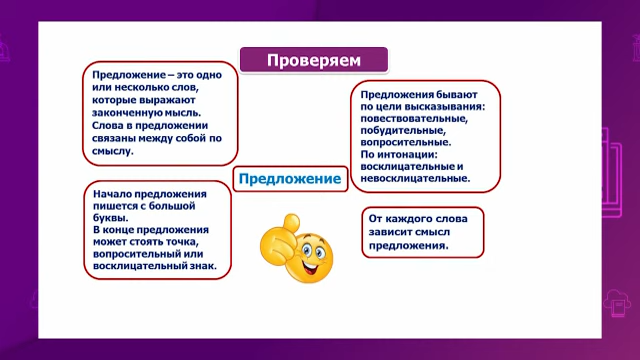 Проверяем
Предложение – это одно
или несколько слов,
которые выражают
законченную мысль.
Слова в предложении
связаны между собой по
смыслу.
Предложения бывают
по цели высказывания:
повествовательные,
побудительные,
вопросительные.
По интонации:
восклицательные и
невосклицательные.
Предложение
Начало предложения
пишется с большой
буквы.
В конце предложения
может стоять точка,
вопросительный или
восклицательный знак.
От каждого слова
зависит смысл
предложения.